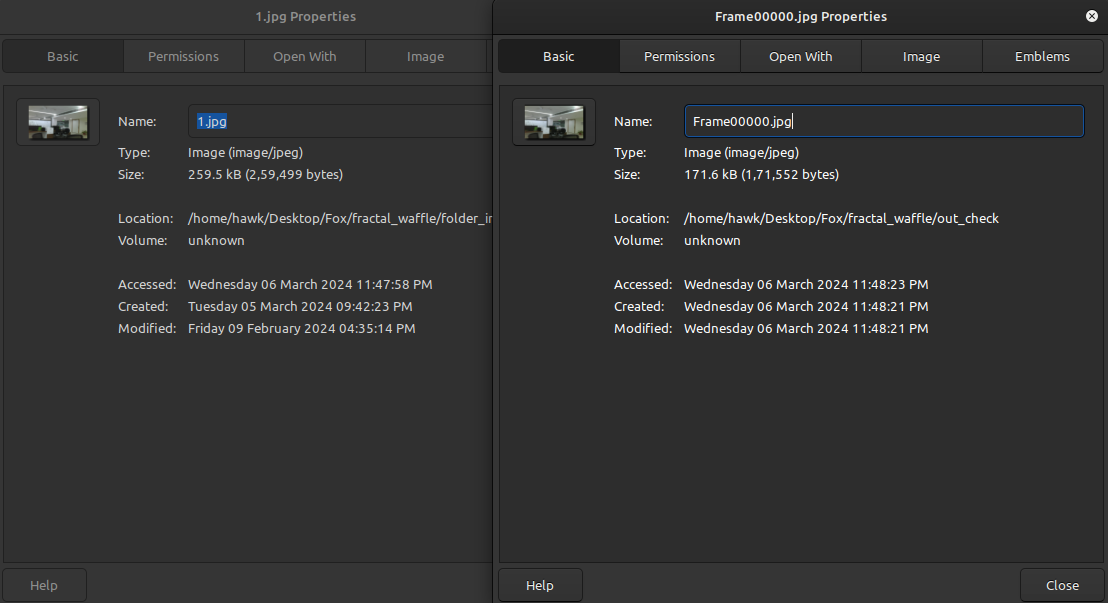 1.jpg Properties
Basic
Permissions
Open With
Image
Name: 1.jpg
Type: Image (image/jpeg)
Size: 259.5 kB (2,59,499 bytes)
Location: /home/hawk/Desktop/Fox/fractal_waffle/folder_in
Volume: unknown
Accessed: Wednesday 06 March 2024 11:47:58 PM
Created: Tuesday 05 March 2024 09:42:23 PM
Modified: Friday 09 February 2024 04:35:14 PM
Help
Frame00000.jpg Properties
Basic
Permissions
Open With
Image
Emblems
Name: Frame00000.jpg
Type: Image (image/jpeg)
Size: 171.6 kB (1,71,552 bytes)
Location: /home/hawk/Desktop/Fox/fractal_waffle/out_check
Volume: unknown
Accessed: Wednesday 06 March 2024 11:48:23 PM
Created: Wednesday 06 March 2024 11:48:21 PM
Modified: Wednesday 06 March 2024 11:48:21 PM
Help
Close